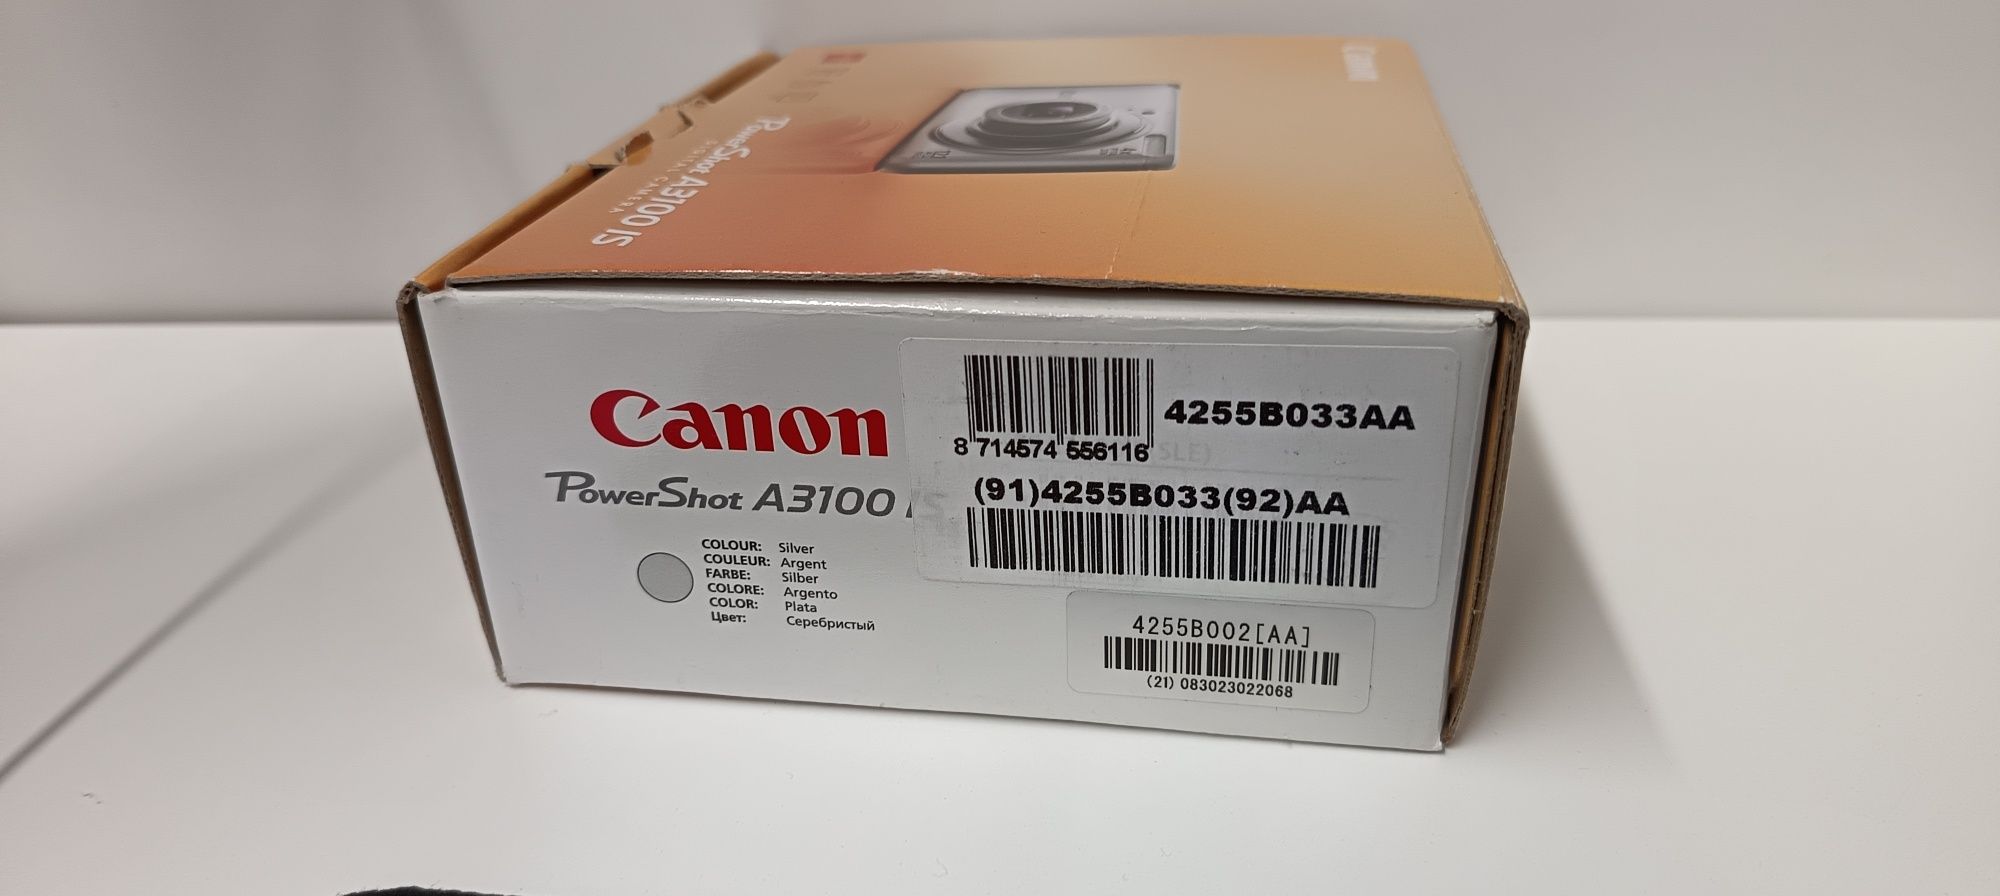 Canon
PowerShot A3100 IS
DIGITAL CAMERA
Canon
PowerShot A3100 IS
COLOUR: Silver
COULEUR: Argent
FARBE: Silber
COLORE: Argento
COLOR: Plata
Цвет: Серебристый
4255B033AA
8 714574 556116
(91)4255B033(92)AA
4255B002[AA]
(21) 083023022068